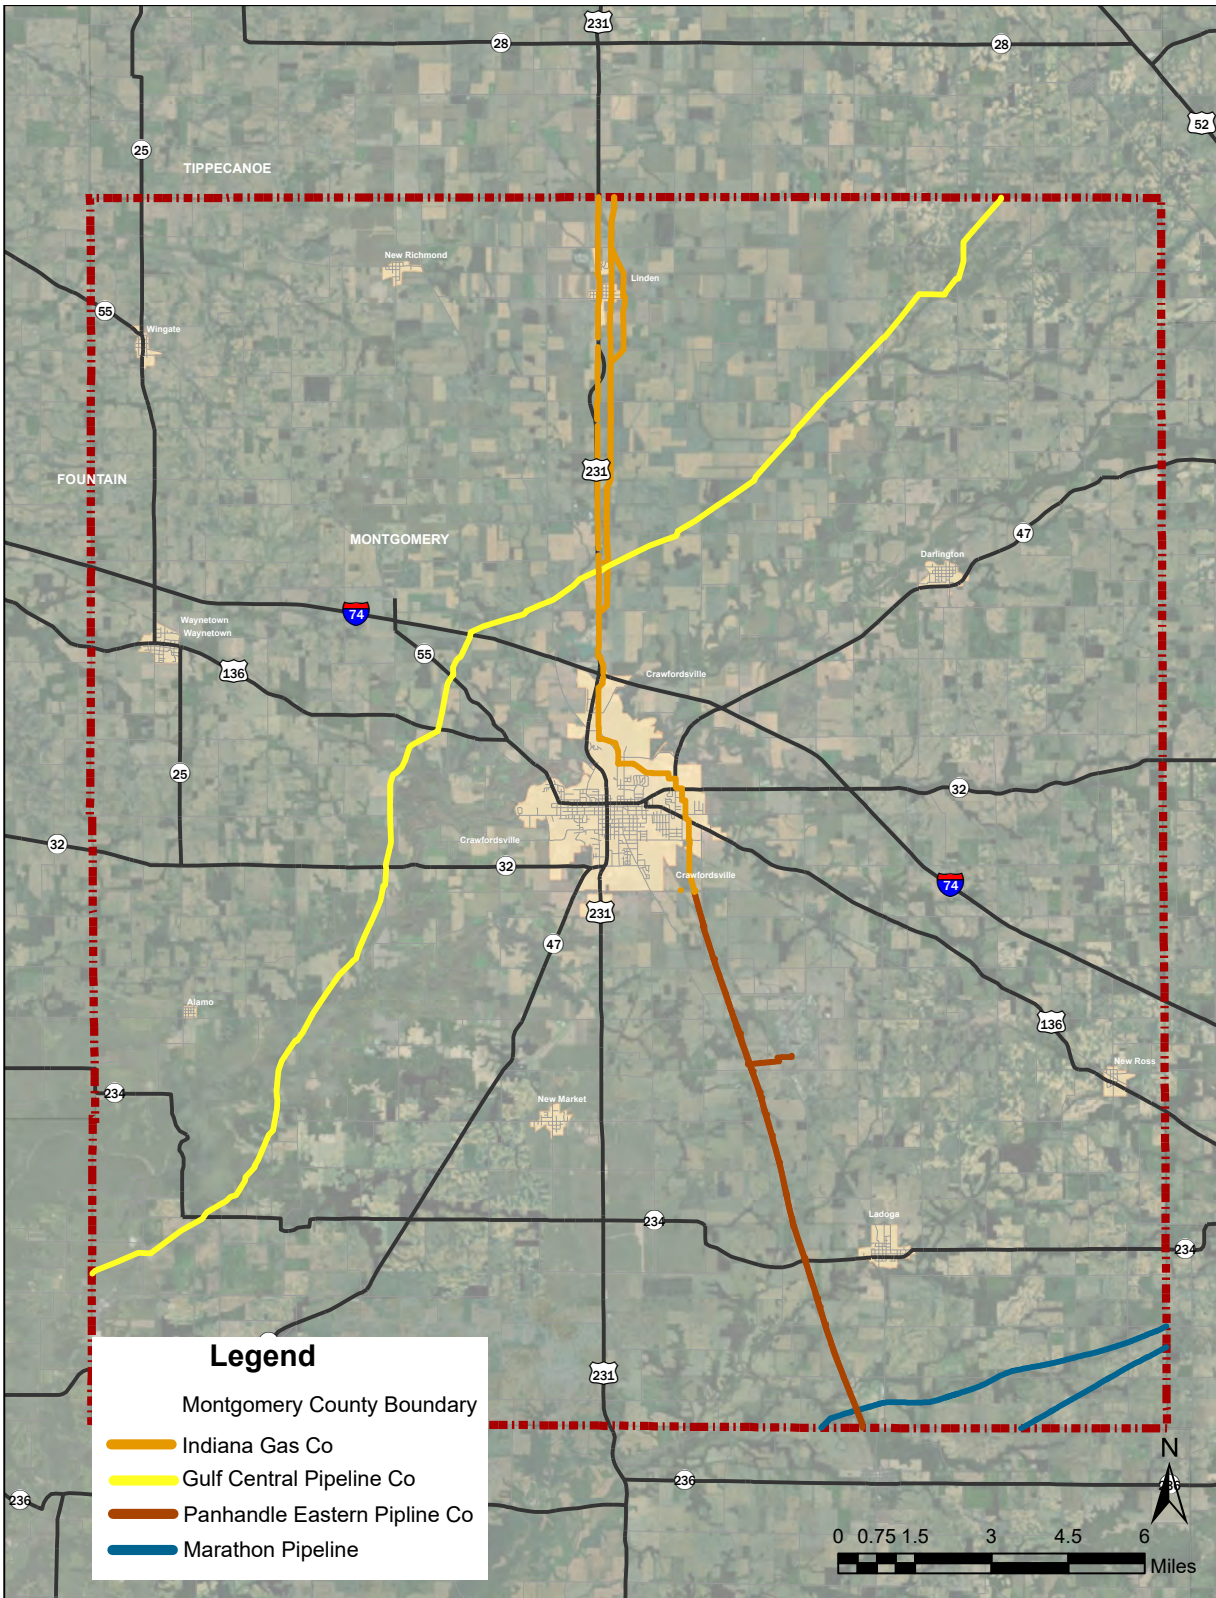 231
28
28
52
25
TIPPECANOE
New Richmond
Linden
55
Wingate
231
FOUNTAIN
MONTGOMERY
47
Darlington
74
Waynetown
Waynetown
55
136
Crawfordsville
25
32
32
Crawfordsville
32
Crawfordsville
74
231
47
Alamo
136
New Ross
234
New Market
Ladoga
234
234
Legend
231
Montgomery County Boundary
Indiana Gas Co
Gulf Central Pipeline Co
Panhandle Eastern Pipline Co
Marathon Pipeline
N
236
236
236
0 0.75 1.5 3 4.5 6
Miles